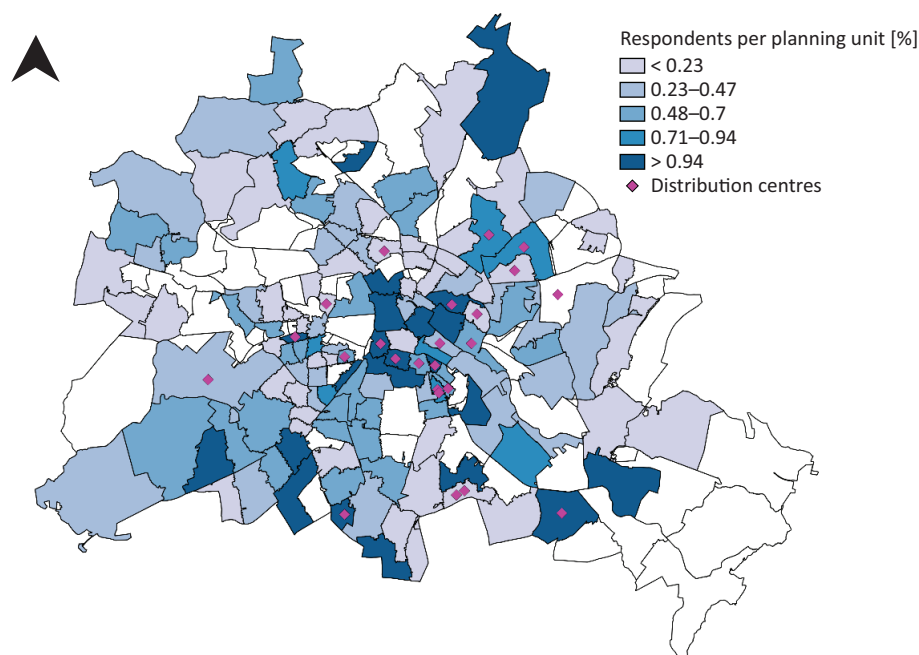 Respondents per planning unit [%]
< 0.23
0.23–0.47
0.48–0.7
0.71–0.94
> 0.94
Distribution centres